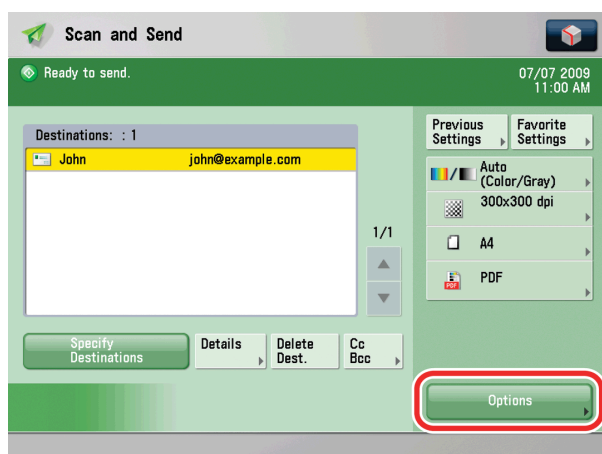 Scan and Send
Ready to send.
07/07 2009
11:00 AM
Destinations: : 1
John john@example.com
1/1
Specify
Destinations
Details
Delete
Dest.
Cc
Bcc
Previous
Settings
Favorite
Settings
Auto
(Color/Gray)
300x300 dpi
A4
PDF
PDF
Options